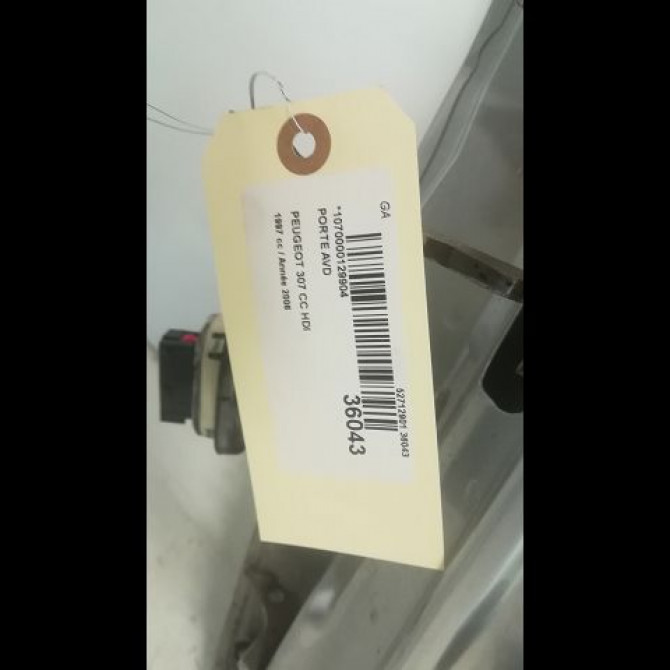 GA
52712901 36043
36043
*1070000129904
PORTE AVD
PEUGEOT 307 CC HDI
1997 cc / Année 2006